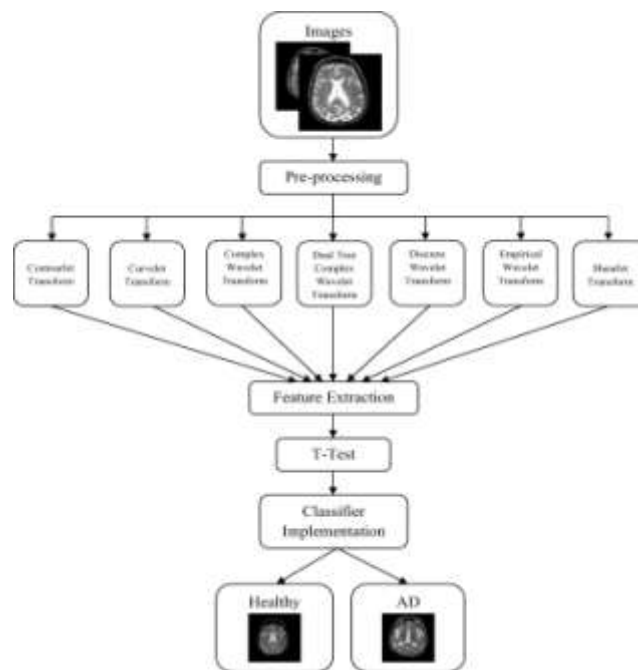 Images
Pre-processing
Contourlet
Transform
Curvelet
Transform
Complex
Wavelet
Transform
Dual Tree
Complex
Wavelet
Transform
Discrete
Wavelet
Transform
Empirical
Wavelet
Transform
Shearlet
Transform
Feature Extraction
T-Test
Classifier
Implementation
Healthy
AD